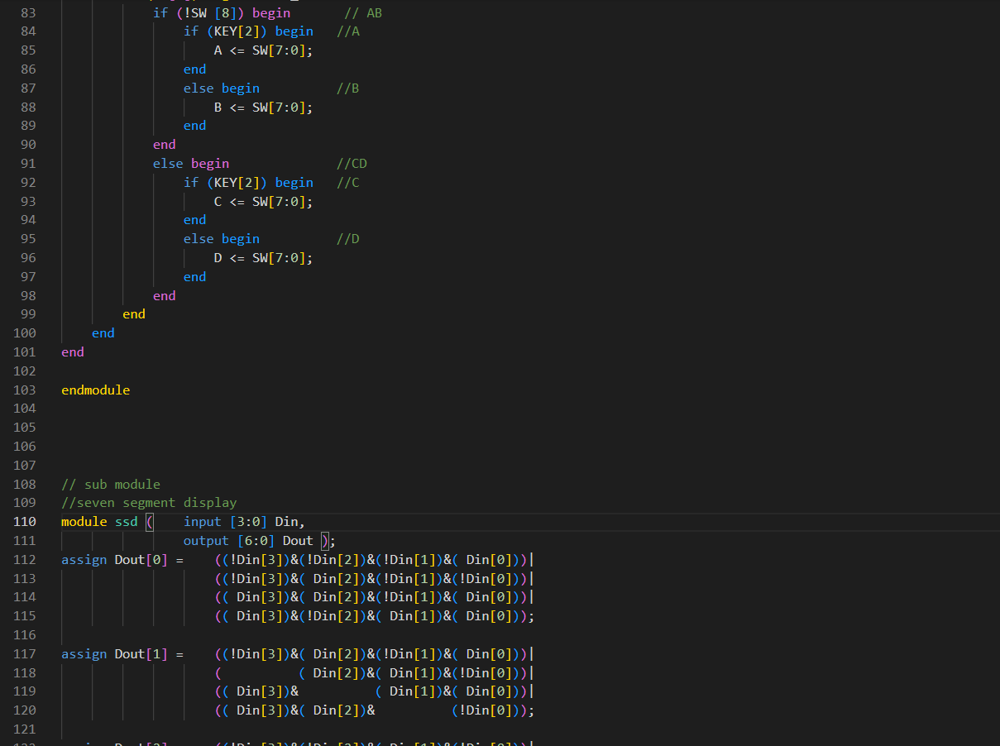 83 if (!SW [8]) begin // AB
84 if (KEY[2]) begin //A
85 A <= SW[7:0];
86 end
87 else begin //B
88 B <= SW[7:0];
89 end
90 end
91 else begin //CD
92 if (KEY[2]) begin //C
93 C <= SW[7:0];
94 end
95 else begin //D
96 D <= SW[7:0];
97 end
98 end
99 end
100 end
101 end
102
103 endmodule
104
105
106
107
108 // sub module
109 //seven segment display
110 module ssd ( input [3:0] Din,
111 output [6:0] Dout );
112 assign Dout[0] = ((!Din[3])&(!Din[2])&(!Din[1])&( Din[0]))|
113 ((!Din[3])&( Din[2])&(!Din[1])&(!Din[0]))|
114 (( Din[3])&( Din[2])&(!Din[1])&( Din[0]))|
115 (( Din[3])&(!Din[2])&( Din[1])&( Din[0]));
116
117 assign Dout[1] = ((!Din[3])&( Din[2])&(!Din[1])&( Din[0]))|
118 ( ( Din[2])&( Din[1])&(!Din[0]))|
119 (( Din[3])& ( Din[1])&( Din[0]))|
120 (( Din[3])&( Din[2])& (!Din[0]));
121